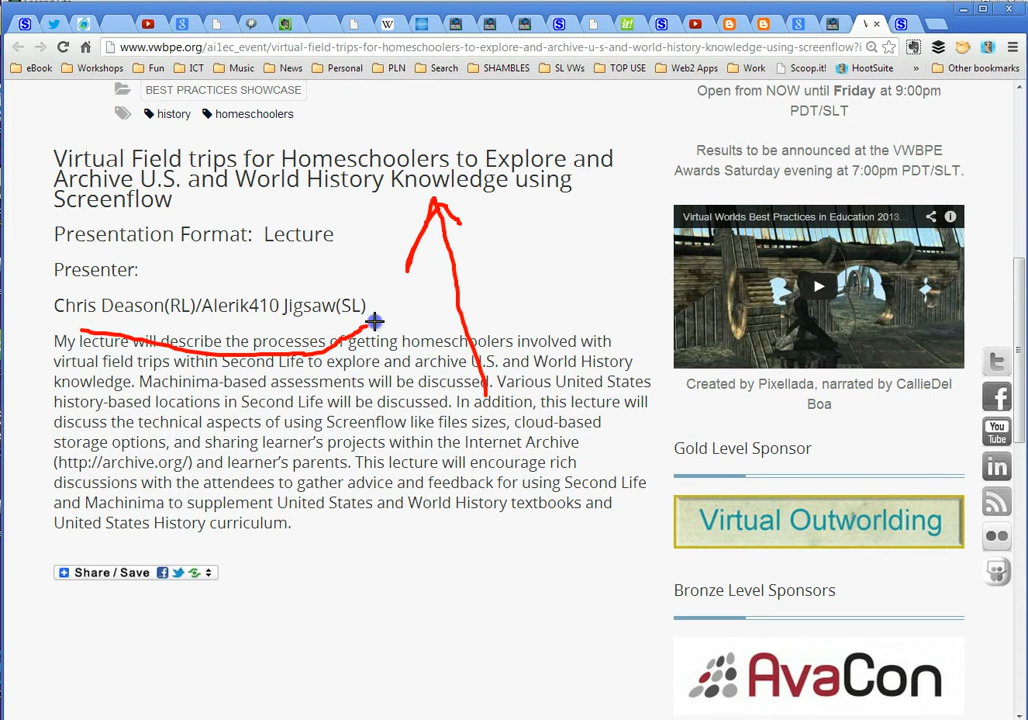 www.vwbpe.org/ai1ec_event/virtual-field-trips-for-homeschoolers-to-explore-and-archive-u-s-and-world-history-knowledge-using-screenflow?i
eBook Workshops Fun ICT Music News Personal PLN Search SHAMBLES SL VWs TOP USE Web2 Apps Work Scoop.it! HootSuite » Other bookmarks
BEST PRACTICES SHOWCASE
history homeschoolers
Virtual Field trips for Homeschoolers to Explore and
Archive U.S. and World History Knowledge using
Screenflow
Presentation Format: Lecture
Presenter:
Chris Deason(RL)/Alerik410 Jigsaw(SL)
My lecture will describe the processes of getting homeschoolers involved with
virtual field trips within Second Life to explore and archive U.S. and World History
knowledge. Machinima-based assessments will be discussed. Various United States
history-based locations in Second Life will be discussed. In addition, this lecture will
discuss the technical aspects of using Screenflow like files sizes, cloud-based
storage options, and sharing learner's projects within the Internet Archive
(http://archive.org/) and learner's parents. This lecture will encourage rich
discussions with the attendees to gather advice and feedback for using Second Life
and Machinima to supplement United States and World History textbooks and
United States History curriculum.
Share / Save
Open from NOW until Friday at 9:00pm
PDT/SLT
Results to be announced at the VWBPE
Awards Saturday evening at 7:00pm PDT/SLT.
Virtual Worlds Best Practices in Education 2013...
Created by Pixellada, narrated by CallieDel
Boa
Gold Level Sponsor
Virtual Outworlding
Bronze Level Sponsors
AvaCon
You
Tube